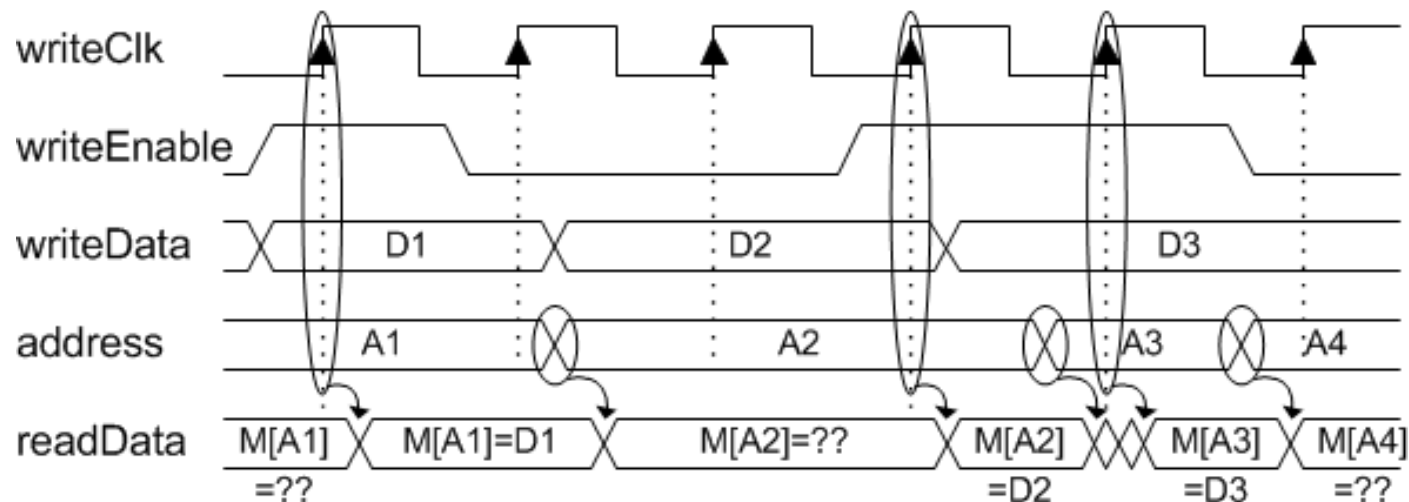 writeClk
writeEnable
writeData D1 D2 D3
address A1 A2 A3 A4
readData M[A1] M[A1]=D1 M[A2]=?? M[A2] M[A3] M[A4]
=?? =D2 =D3 =??